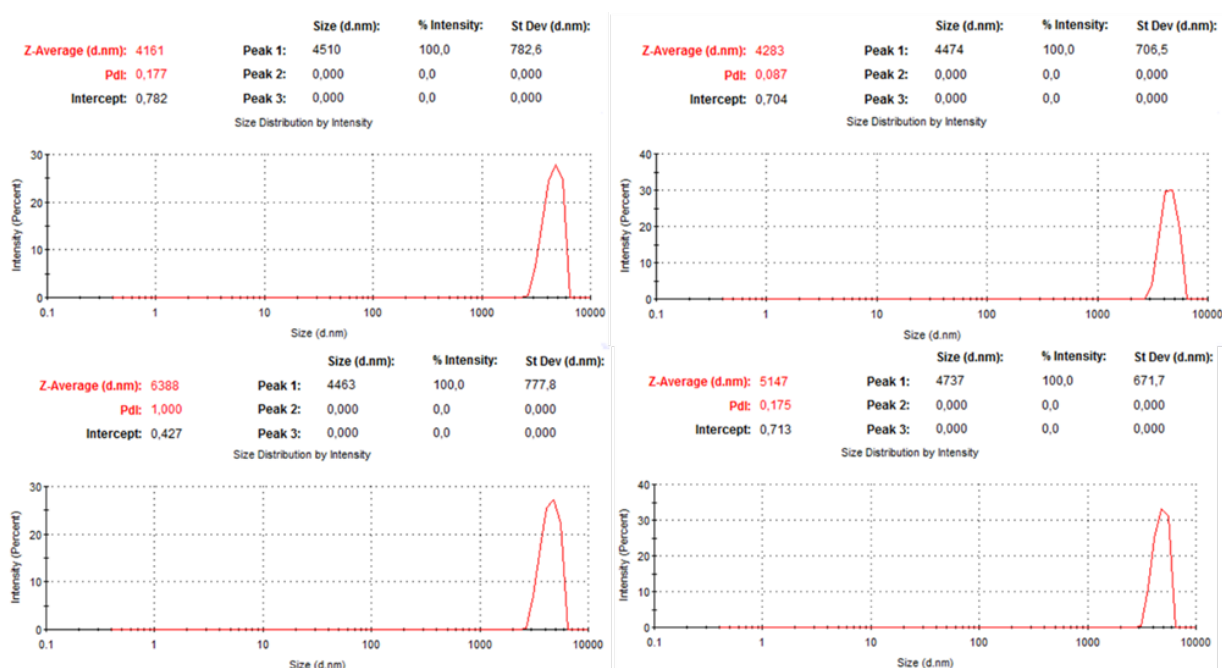 Size (d.nm): % Intensity: St Dev (d.nm):
Z-Average (d.nm): 4161 Peak 1: 4510 100,0 782,6
PdI: 0,177 Peak 2: 0,000 0,0 0,000
Intercept: 0,782 Peak 3: 0,000 0,0 0,000
Size Distribution by Intensity
Intensity (Percent)
30
20
10
0
0.1 1 10 100 1000 10000
Size (d.nm)
Size (d.nm): % Intensity: St Dev (d.nm):
Z-Average (d.nm): 4283 Peak 1: 4474 100,0 706,5
PdI: 0,087 Peak 2: 0,000 0,0 0,000
Intercept: 0,704 Peak 3: 0,000 0,0 0,000
Size Distribution by Intensity
Intensity (Percent)
40
30
20
10
0
0.1 1 10 100 1000 10000
Size (d.nm)
Size (d.nm): % Intensity: St Dev (d.nm):
Z-Average (d.nm): 6388 Peak 1: 4463 100,0 777,8
PdI: 1,000 Peak 2: 0,000 0,0 0,000
Intercept: 0,427 Peak 3: 0,000 0,0 0,000
Size Distribution by Intensity
Intensity (Percent)
30
20
10
0
0.1 1 10 100 1000 10000
Size (d.nm)
Size (d.nm): % Intensity: St Dev (d.nm):
Z-Average (d.nm): 5147 Peak 1: 4737 100,0 671,7
PdI: 0,175 Peak 2: 0,000 0,0 0,000
Intercept: 0,713 Peak 3: 0,000 0,0 0,000
Size Distribution by Intensity
Intensity (Percent)
40
30
20
10
0
0.1 1 10 100 1000 10000
Size (d.nm)